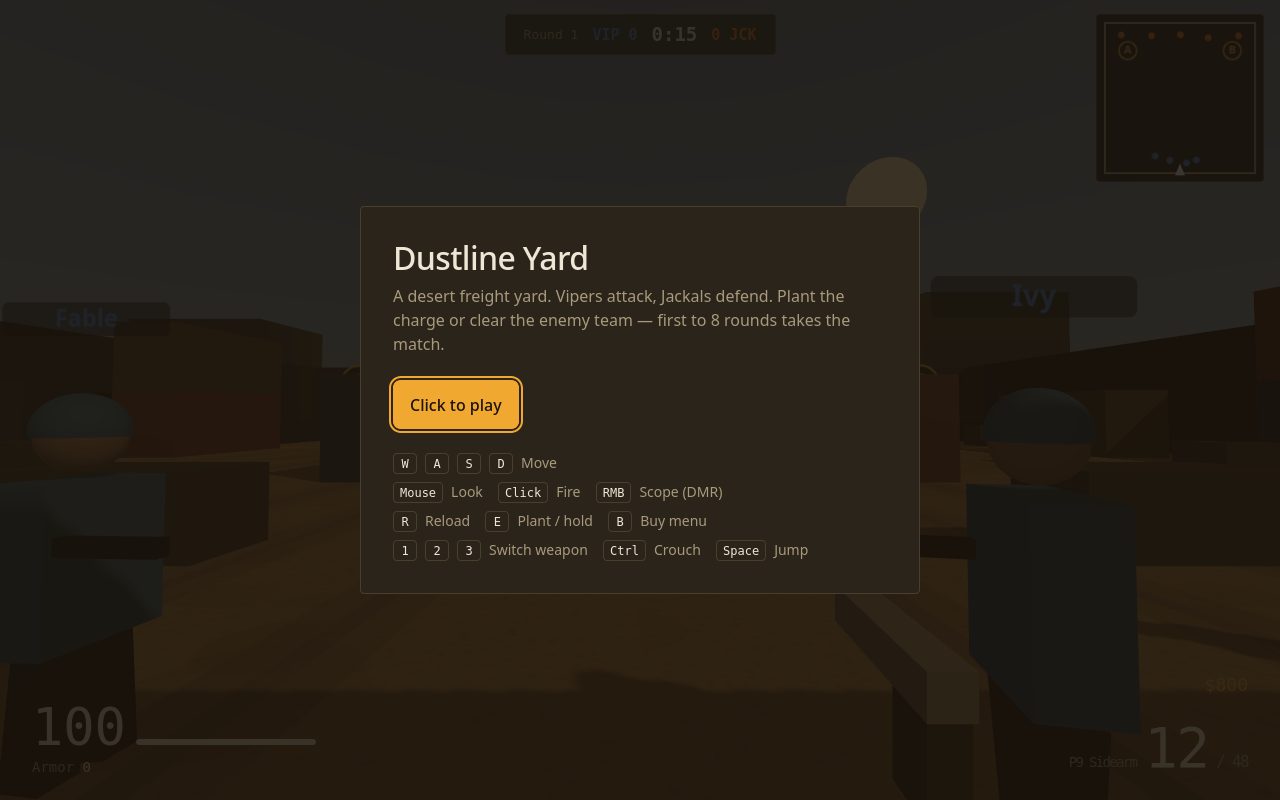 Round 1 VIP 0 0:15 0 JCK
A B
Fable
Ivy
Dustline Yard
A desert freight yard. Vipers attack, Jackals defend. Plant the
charge or clear the enemy team — first to 8 rounds takes the
match.
Click to play
W A S D Move
Mouse Look Click Fire RMB Scope (DMR)
R Reload E Plant / hold B Buy menu
1 2 3 Switch weapon Ctrl Crouch Space Jump
$800
100
Armor 0
P9 Sidearm 12 / 48